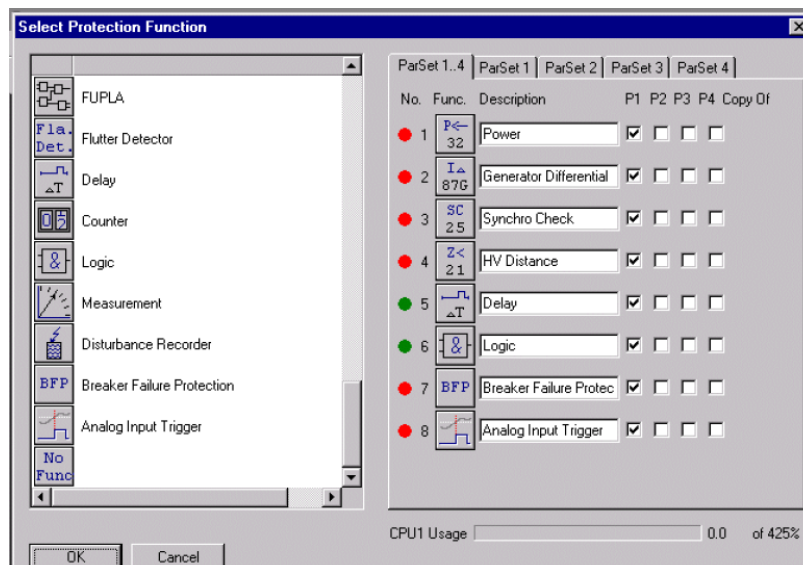 Select Protection Function
FUPLA
Fla.
Det.
Flutter Detector
ΔT
Delay
Counter
&
Logic
Measurement
Disturbance Recorder
BFP
Breaker Failure Protection
Analog Input Trigger
No
Func
OK
Cancel
ParSet 1..4
ParSet 1
ParSet 2
ParSet 3
ParSet 4
No. Func. Description P1 P2 P3 P4 Copy Of
1 P<— 32 Power
2 IΔ 87G Generator Differential
3 SC 25 Synchro Check
4 Z< 21 HV Distance
5 ΔT Delay
6 & Logic
7 BFP Breaker Failure Protec
8 Analog Input Trigger
CPU1 Usage 0.0 of 425%